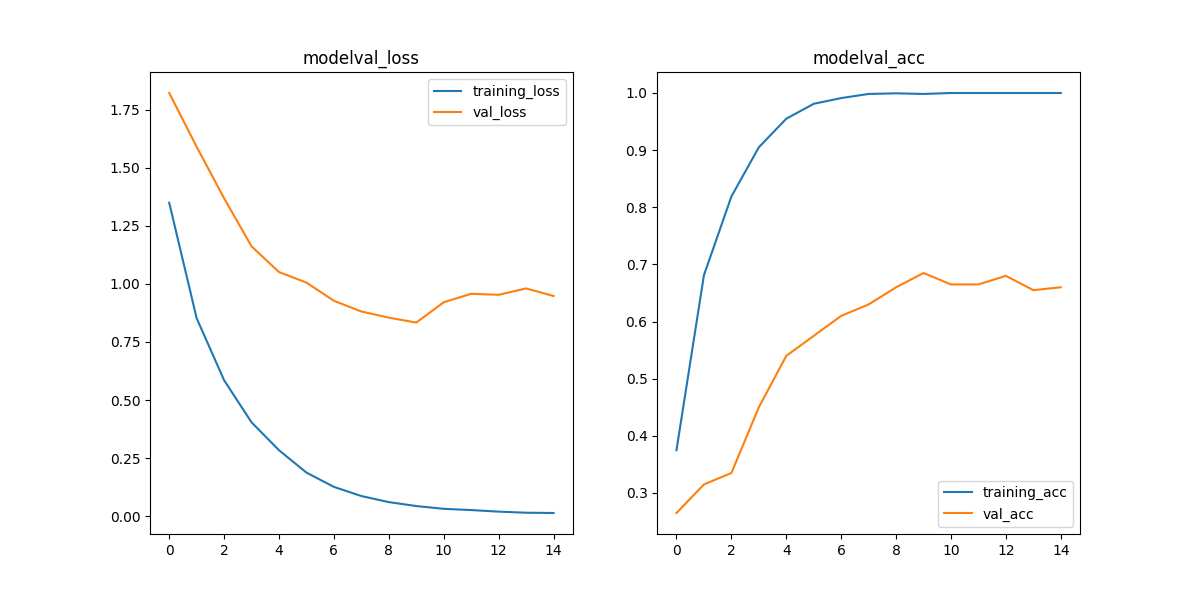 modelval_loss
training_loss
val_loss
1.75
1.50
1.25
1.00
0.75
0.50
0.25
0.00
0 2 4 6 8 10 12 14
modelval_acc
1.0
0.9
0.8
0.7
0.6
0.5
0.4
0.3
training_acc
val_acc
0 2 4 6 8 10 12 14